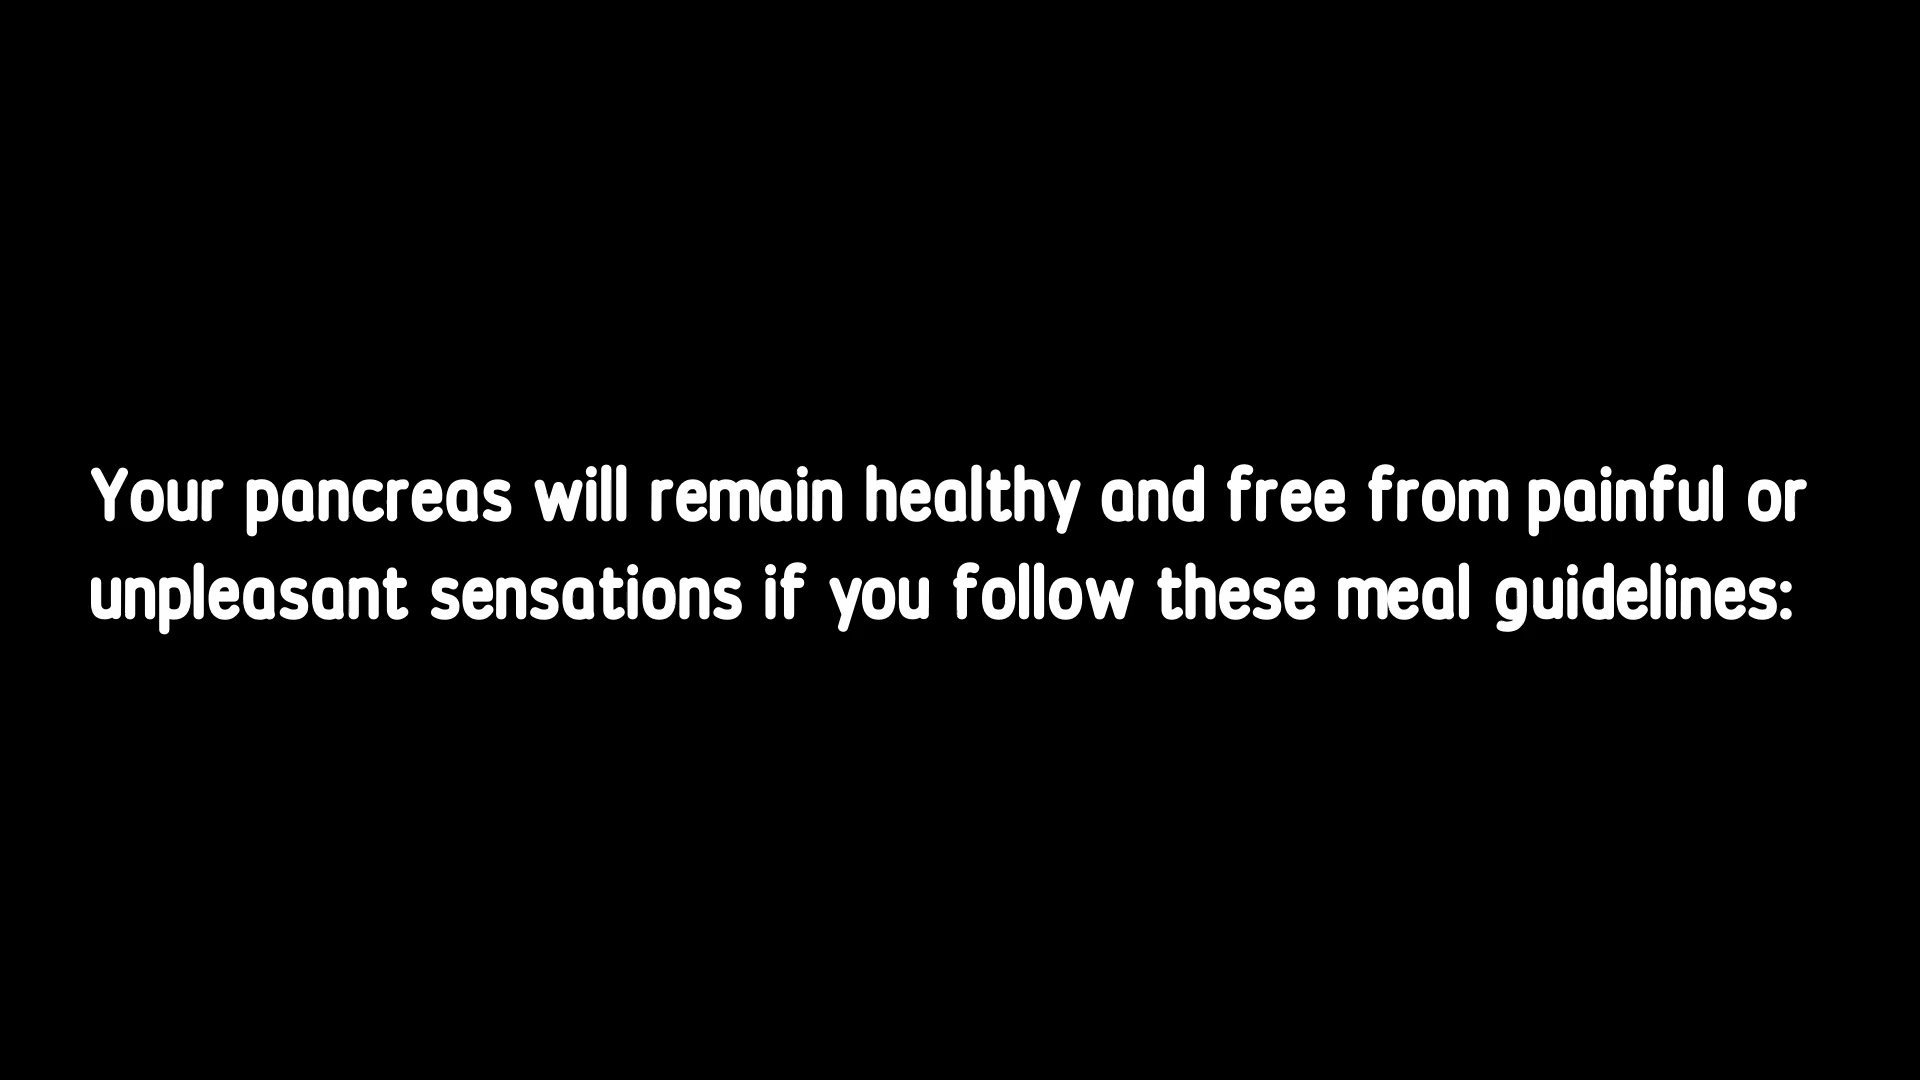 Your pancreas will remain healthy and free from painful or
unpleasant sensations if you follow these meal guidelines: